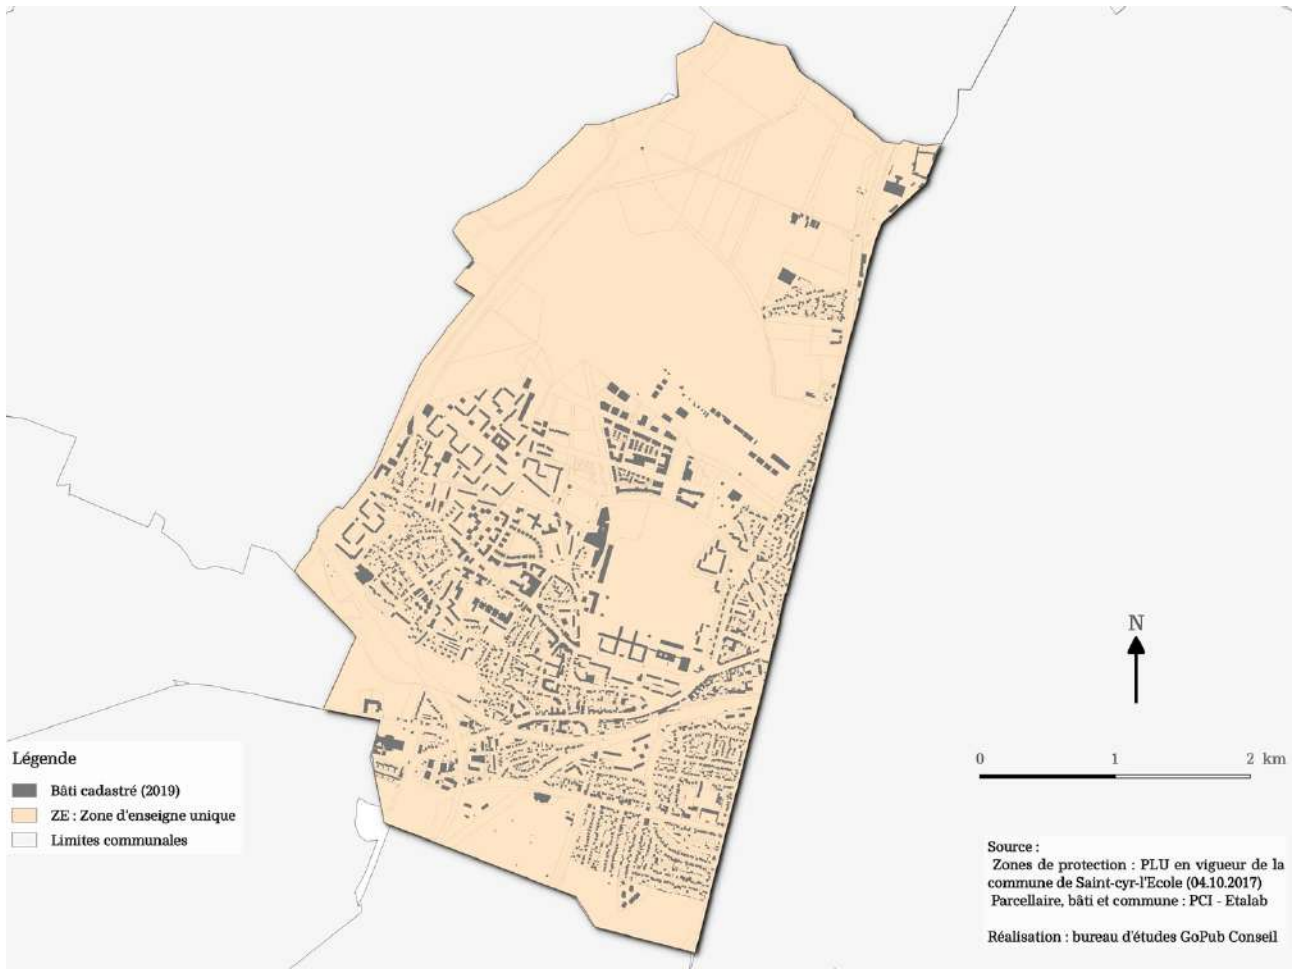 N
0 1 2 km
Légende
Bâti cadastré (2019)
ZE : Zone d'enseigne unique
Limites communales
Source :
Zones de protection : PLU en vigueur de la
commune de Saint-cyr-l'Ecole (04.10.2017)
Parcellaire, bâti et commune : PCI - Etalab
Réalisation : bureau d'études GoPub Conseil